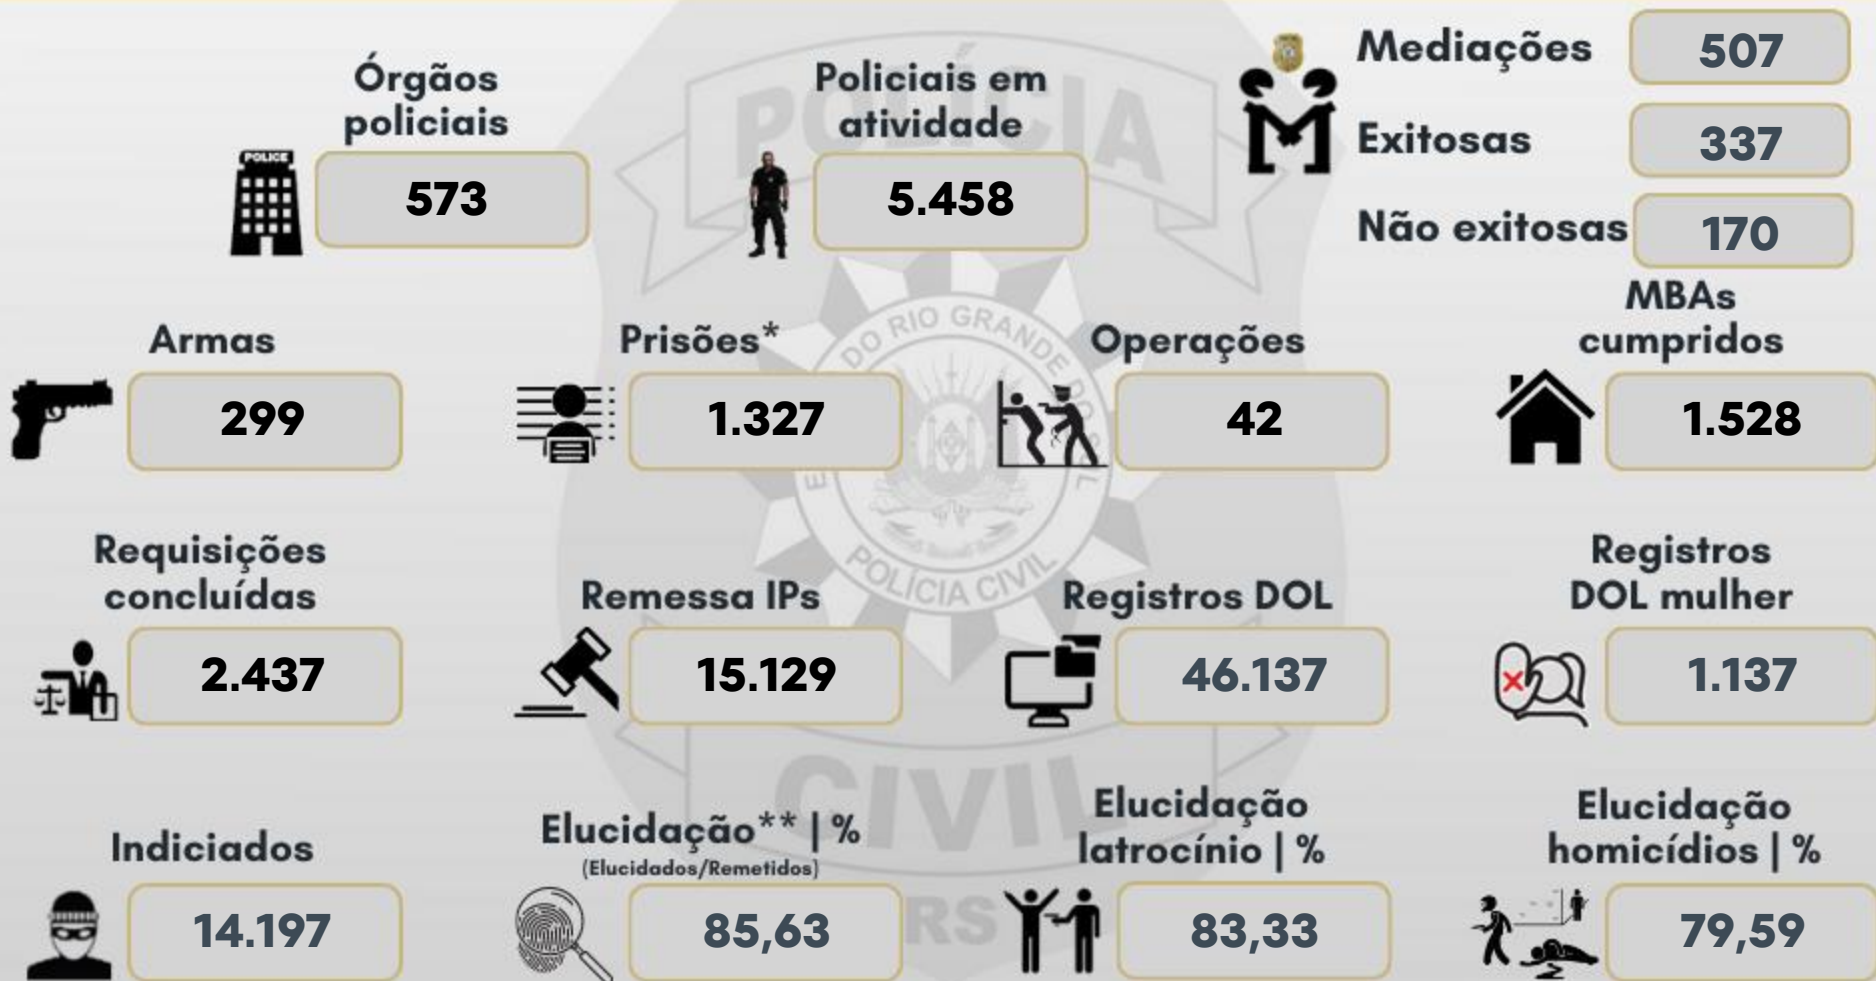 Órgãos
policiais
POLICE
573
Policiais em
atividade
5.458
Mediações
507
Exitosas
337
Não exitosas
170
Armas
299
Prisões*
1.327
Operações
42
MBAs
cumpridos
1.528
Requisições
concluídas
2.437
Remessa IPs
15.129
Registros DOL
46.137
Registros
DOL mulher
1.137
Indiciados
14.197
Elucidação** | %
(Elucidados/Remetidos)
85,63
Elucidação
latrocínio | %
83,33
Elucidação
homicídios | %
79,59
POLÍCIA
DO RIO GRANDE DO SUL
POLÍCIA CIVIL
CIVIL
RS